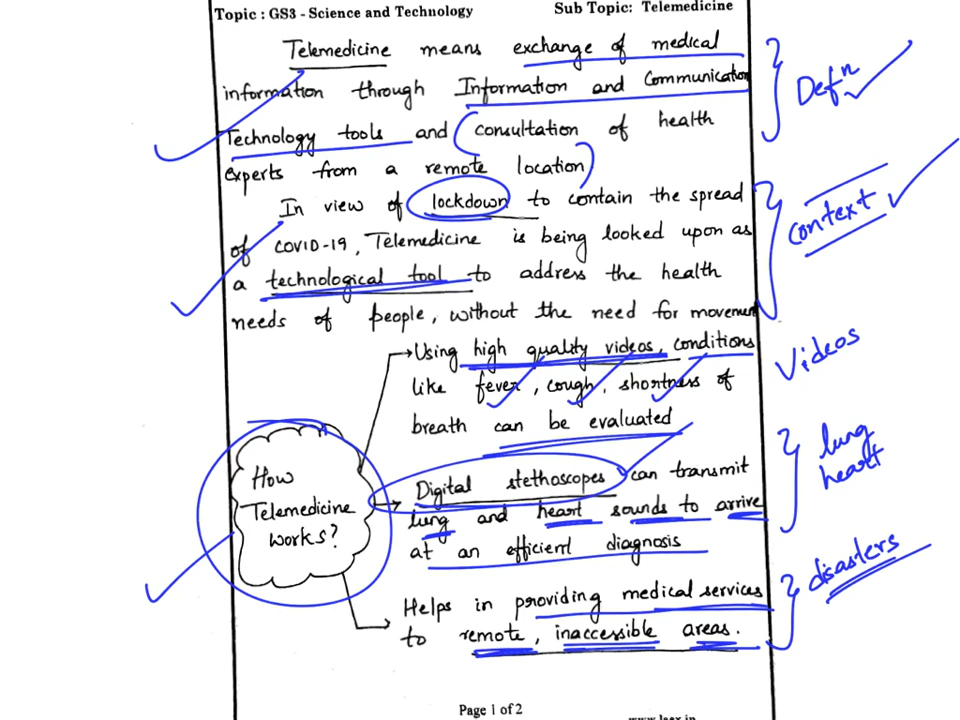 Topic : GS3 - Science and Technology Sub Topic: Telemedicine
Telemedicine means exchange of medical
information through Information and Communication
Technology tools and (consultation of health
experts from a remote location)
Defn
In view of lockdown to contain the spread
of COVID-19, Telemedicine is being looked upon as
a technological tool to address the health
needs of people, without the need for movement
context
Using high quality videos, conditions
like fever, cough, shortness of
breath can be evaluated
Videos
How
Telemedicine
works?
Digital stethoscopes can transmit
lung and heart sounds to arrive
at an efficient diagnosis
lung
heart
Helps in providing medical services
to remote, inaccessible areas.
disasters
Page 1 of 2